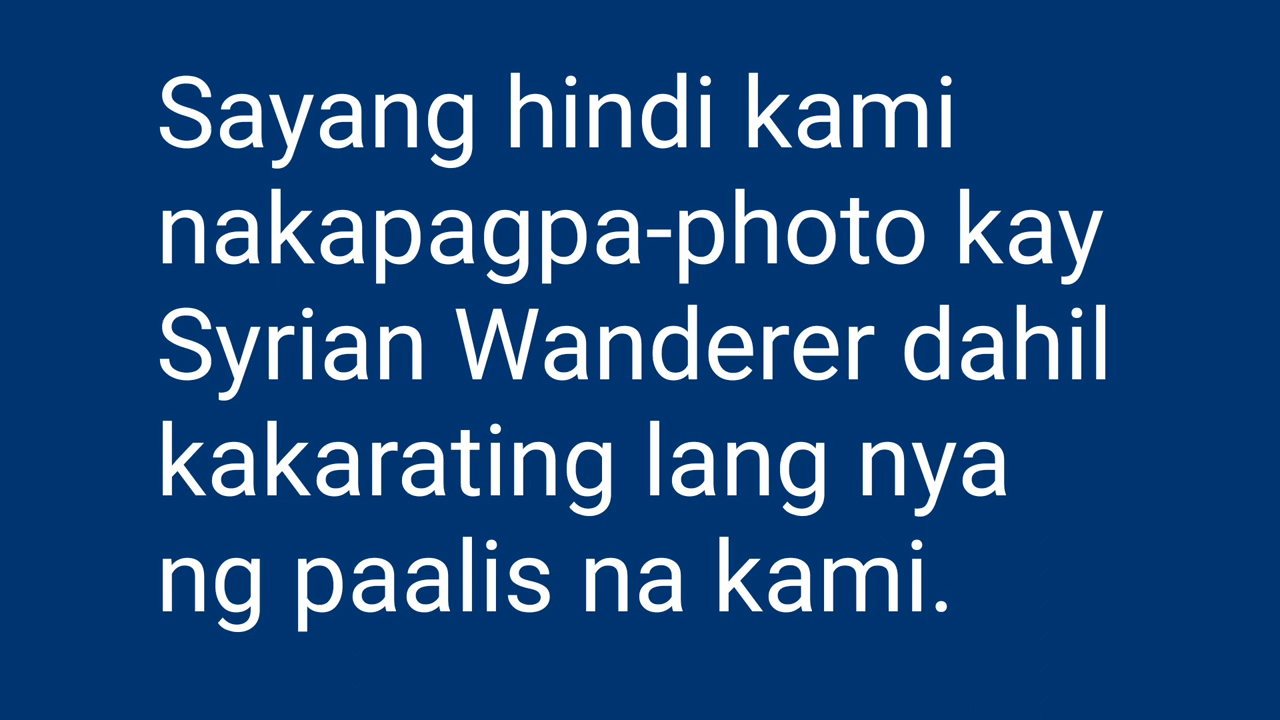 Sayang hindi kami
nakapagpa-photo kay
Syrian Wanderer dahil
kakarating lang nya
ng paalis na kami.